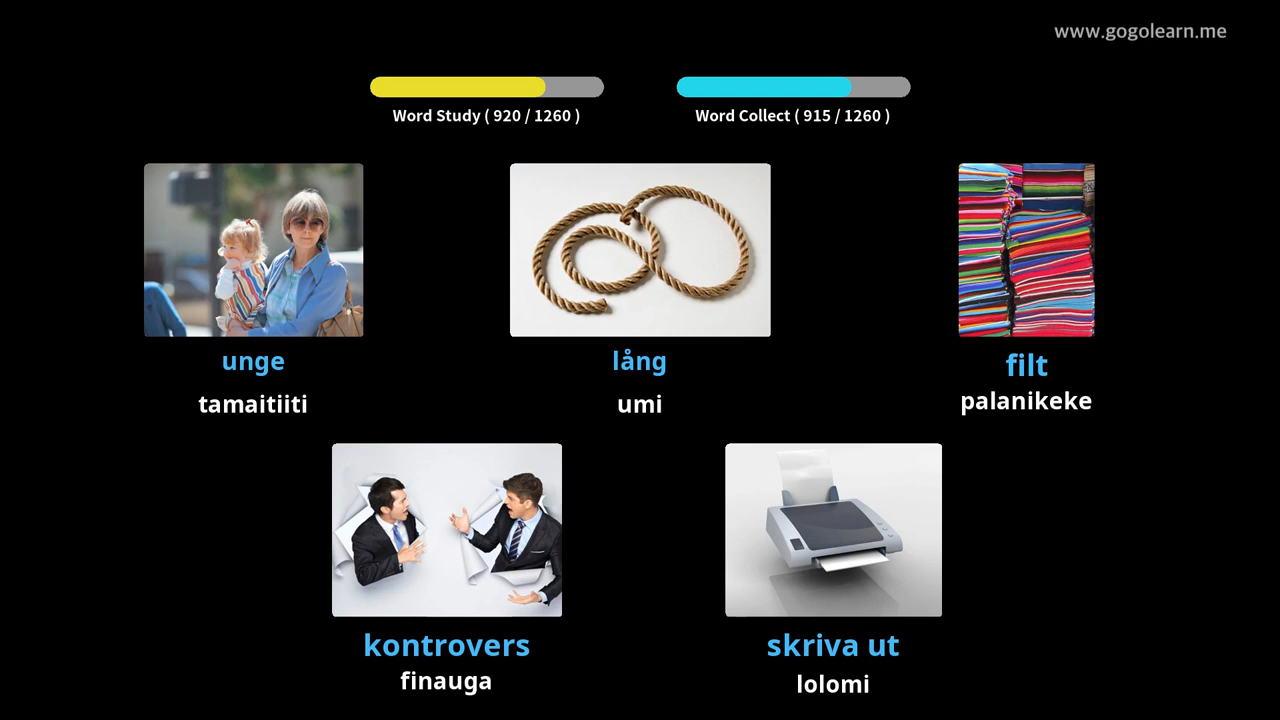 www.gogolearn.me
Word Study ( 920 / 1260 )
Word Collect ( 915 / 1260 )
unge
tamaitiiti
lång
umi
filt
palanikeke
kontrovers
finauga
skriva ut
lolomi